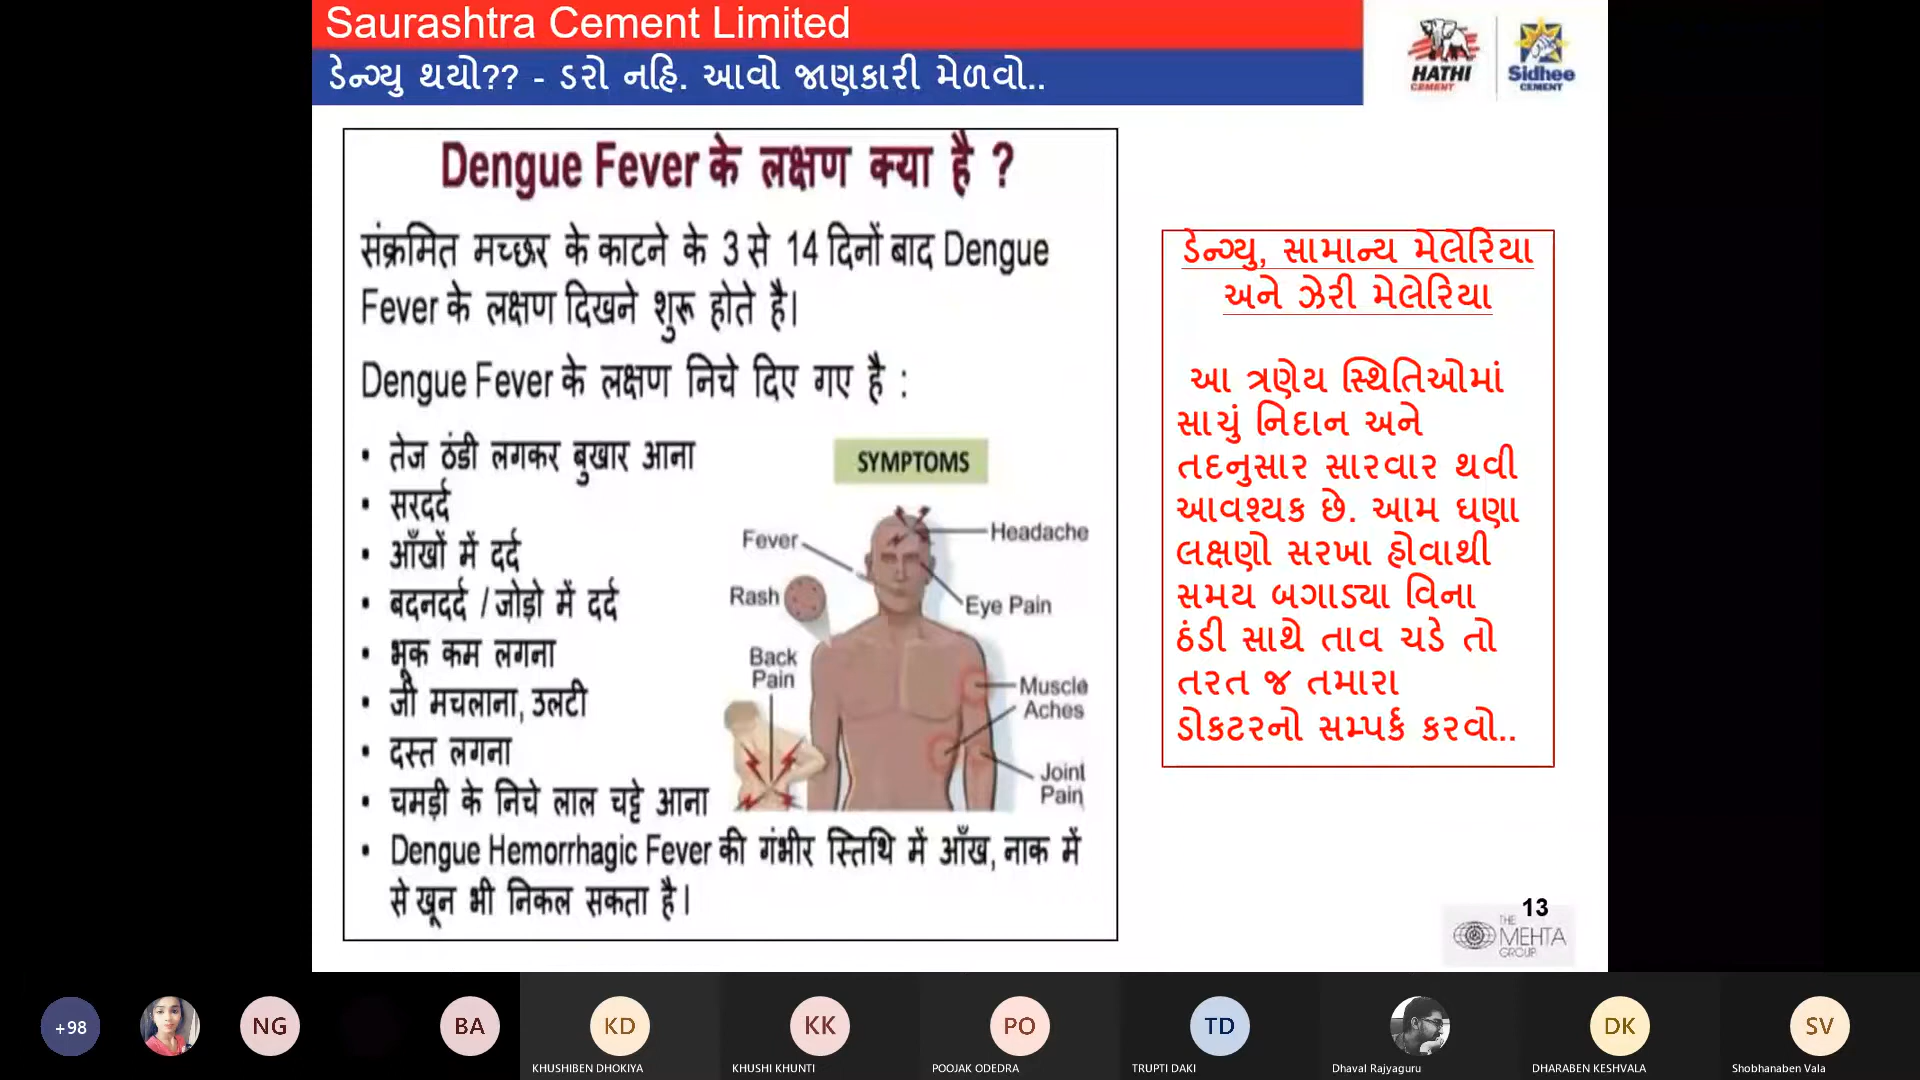 Saurashtra Cement Limited
ડેન્ગ્યુ થયો?? - ડરો નહિ. આવો જાણકારી મેળવો..
HATHI
CEMENT
Sidhee
CEMENT
Dengue Fever के लक्षण क्या है ?
संक्रमित मच्छर के काटने के 3 से 14 दिनों बाद Dengue
Fever के लक्षण दिखने शुरू होते है।
Dengue Fever के लक्षण निचे दिए गए है :
• तेज ठंडी लगकर बुखार आना
• सरदर्द
• आँखों में दर्द
• बदनदर्द / जोड़ो में दर्द
• भूक कम लगना
• जी मचलाना, उलटी
• दस्त लगना
• चमड़ी के निचे लाल चट्टे आना
• Dengue Hemorrhagic Fever की गंभीर स्तिथि में आँख, नाक में
से खून भी निकल सकता है।
SYMPTOMS
Fever
Headache
Rash
Eye Pain
Back
Pain
Muscle
Aches
Joint
Pain
ડેન્ગ્યુ, સામાન્ય મેલેરિયા
અને ઝેરી મેલેરિયા
આ ત્રણેય સ્થિતિઓમાં
સાચું નિદાન અને
તદનુસાર સારવાર થવી
આવશ્યક છે. આમ ઘણા
લક્ષણો સરખા હોવાથી
સમય બગાડ્યા વિના
ઠંડી સાથે તાવ ચડે તો
તરત જ તમારા
ડોકટરનો સમ્પર્ક કરવો..
13
THE
MEHTA
GROUP
+98
NG
BA
KD
KK
PO
TD
DK
SV
KHUSHIBEN DHOKIYA
KHUSHI KHUNTI
POOJAK ODEDRA
TRUPTI DAKI
Dhaval Rajyaguru
DHARABEN KESHVALA
Shobhanaben Vala